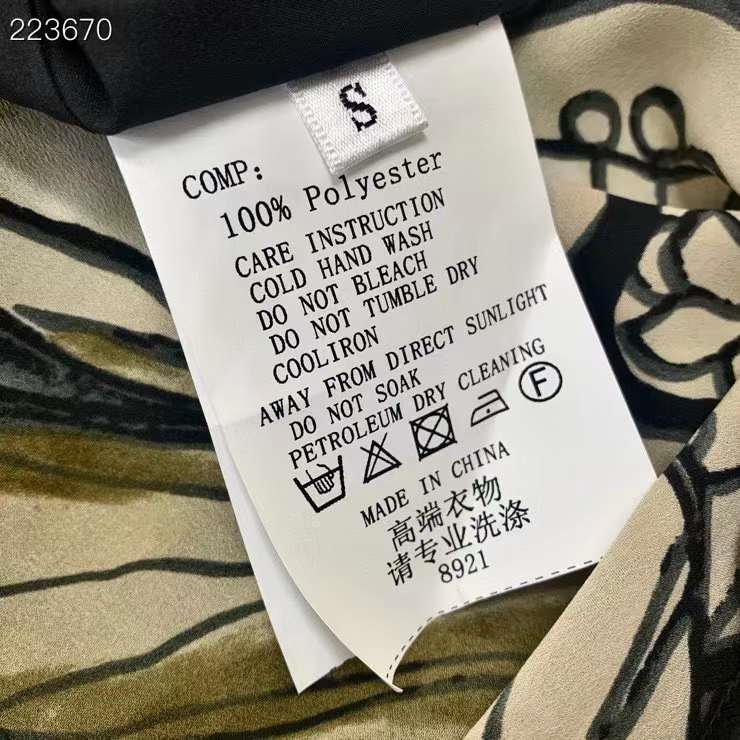 223670
S
COMP:
100% Polyester
CARE INSTRUCTION
COLD HAND WASH
DO NOT BLEACH
DO NOT TUMBLE DRY
COOLIRON
AWAY FROM DIRECT SUNLIGHT
DO NOT SOAK
PETROLEUM DRY CLEANING
F
MADE IN CHINA
高端衣物
请专业洗涤
8921